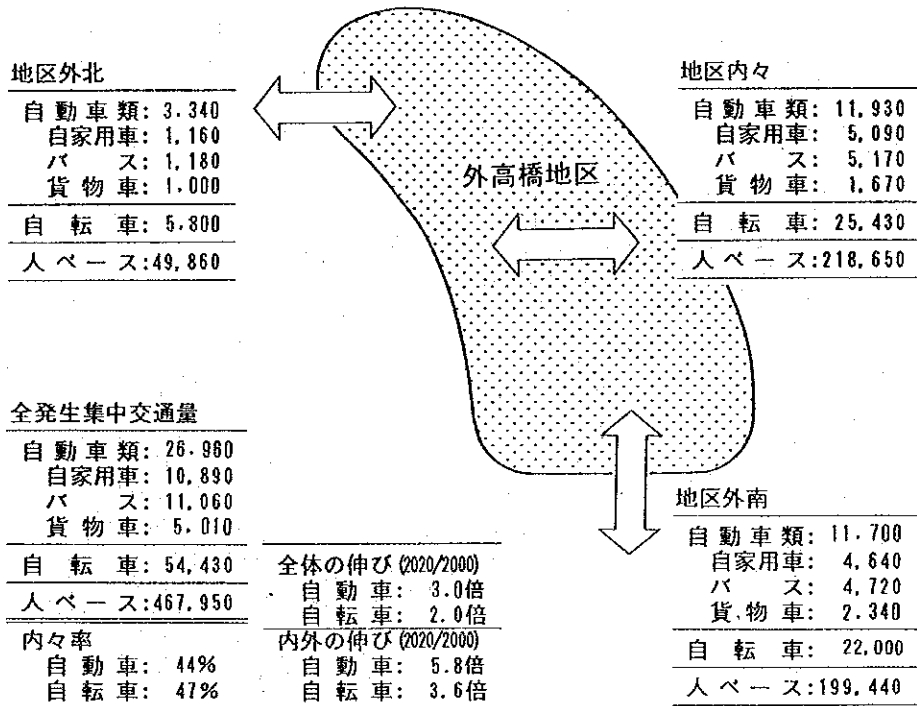 地区外北
自動車類: 3.340
自家用車: 1,160
バス: 1,180
貨物車: 1.000
自転車: 5.800
人ベース:49,860
地区内々
自動車類: 11,930
自家用車: 5,090
バス: 5,170
貨物車: 1,670
自転車: 25,430
人ベース:218,650
外高橋地区
全発生集中交通量
自動車類: 26.960
自家用車: 10,890
バス: 11,060
貨物車: 5.010
自転車: 54,430
人ベース:467,950
内々率
自動車: 44%
自転車: 47%
全体の伸び(2020/2000)
自動車: 3.0倍
自転車: 2.0倍
内外の伸び(2020/2000)
自動車: 5.8倍
自転車: 3.6倍
地区外南
自動車類: 11.700
自家用車: 4,640
バス: 4,720
貨物車: 2.340
自転車: 22,000
人ベース:199,440